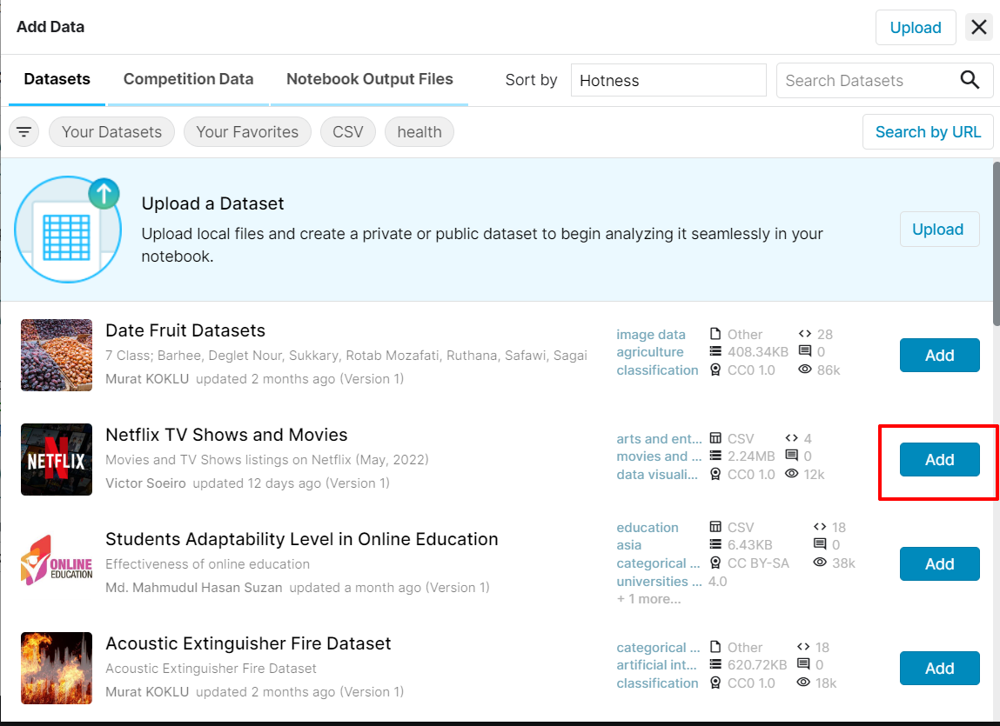 Add Data
Upload
Datasets
Competition Data
Notebook Output Files
Sort by
Hotness
Search Datasets
Your Datasets
Your Favorites
CSV
health
Search by URL
Upload a Dataset
Upload local files and create a private or public dataset to begin analyzing it seamlessly in your
notebook.
Upload
Date Fruit Datasets
7 Class; Barhee, Deglet Nour, Sukkary, Rotab Mozafati, Ruthana, Safawi, Sagai
Murat KOKLU updated 2 months ago (Version 1)
image data
agriculture
classification
Other
408.34KB
CC0 1.0
28
0
86k
Add
NETFLIX
Netflix TV Shows and Movies
Movies and TV Shows listings on Netflix (May, 2022)
Victor Soeiro updated 12 days ago (Version 1)
arts and ent...
movies and ...
data visuali...
CSV
2.24MB
CC0 1.0
4
0
12k
Add
ONLINE
EDUCATION
Students Adaptability Level in Online Education
Effectiveness of online education
Md. Mahmudul Hasan Suzan updated a month ago (Version 1)
education
asia
categorical ...
universities ...
+ 1 more...
CSV
6.43KB
CC BY-SA
4.0
18
0
38k
Add
Acoustic Extinguisher Fire Dataset
Acoustic Extinguisher Fire Dataset
Murat KOKLU updated 2 months ago (Version 1)
categorical ...
artificial int...
classification
Other
620.72KB
CC0 1.0
18
0
18k
Add